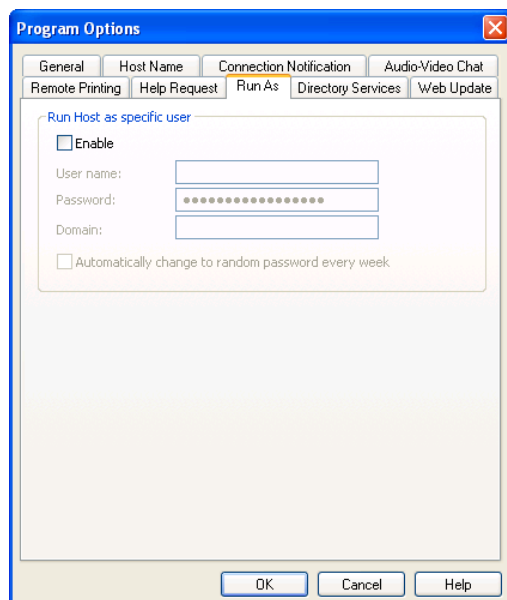 Program Options
General Host Name Connection Notification Audio-Video Chat
Remote Printing Help Request Run As Directory Services Web Update
Run Host as specific user
Enable
User name:
Password: ●●●●●●●●●●●●●●●●●
Domain:
Automatically change to random password every week
OK Cancel Help